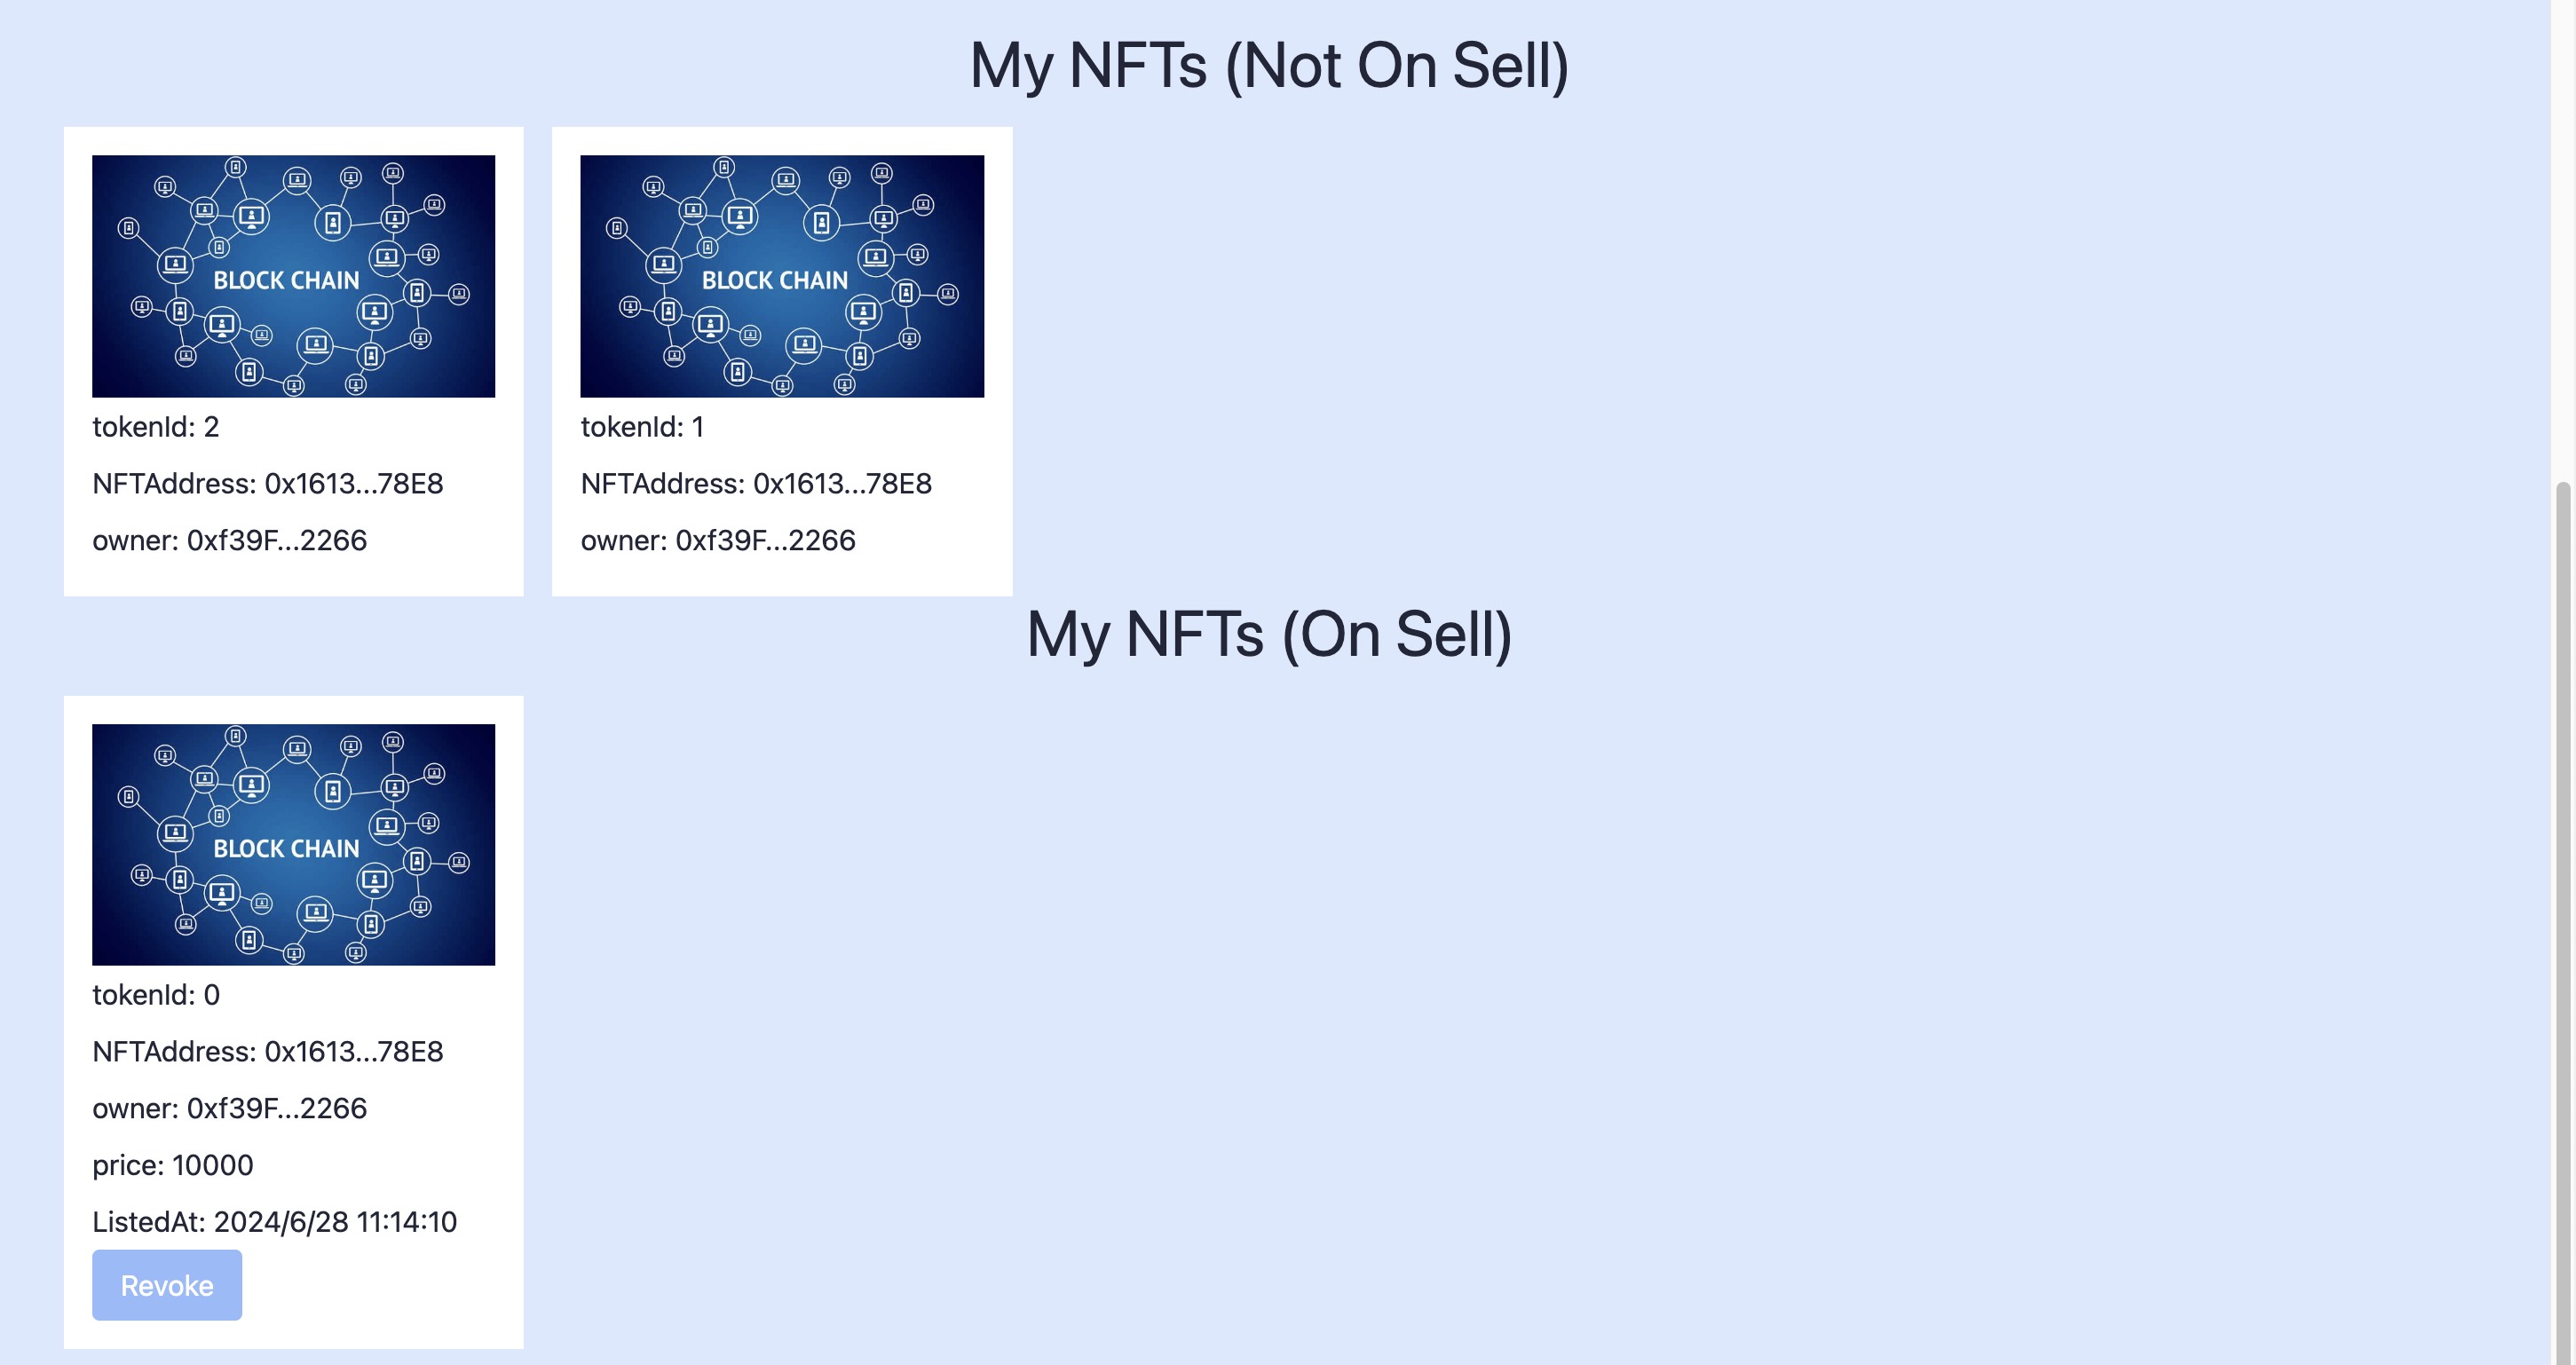 My NFTs (Not On Sell)
BLOCK CHAIN
tokenId: 2
NFTAddress: 0x1613...78E8
owner: 0xf39F...2266
BLOCK CHAIN
tokenId: 1
NFTAddress: 0x1613...78E8
owner: 0xf39F...2266
My NFTs (On Sell)
BLOCK CHAIN
tokenId: 0
NFTAddress: 0x1613...78E8
owner: 0xf39F...2266
price: 10000
ListedAt: 2024/6/28 11:14:10
Revoke